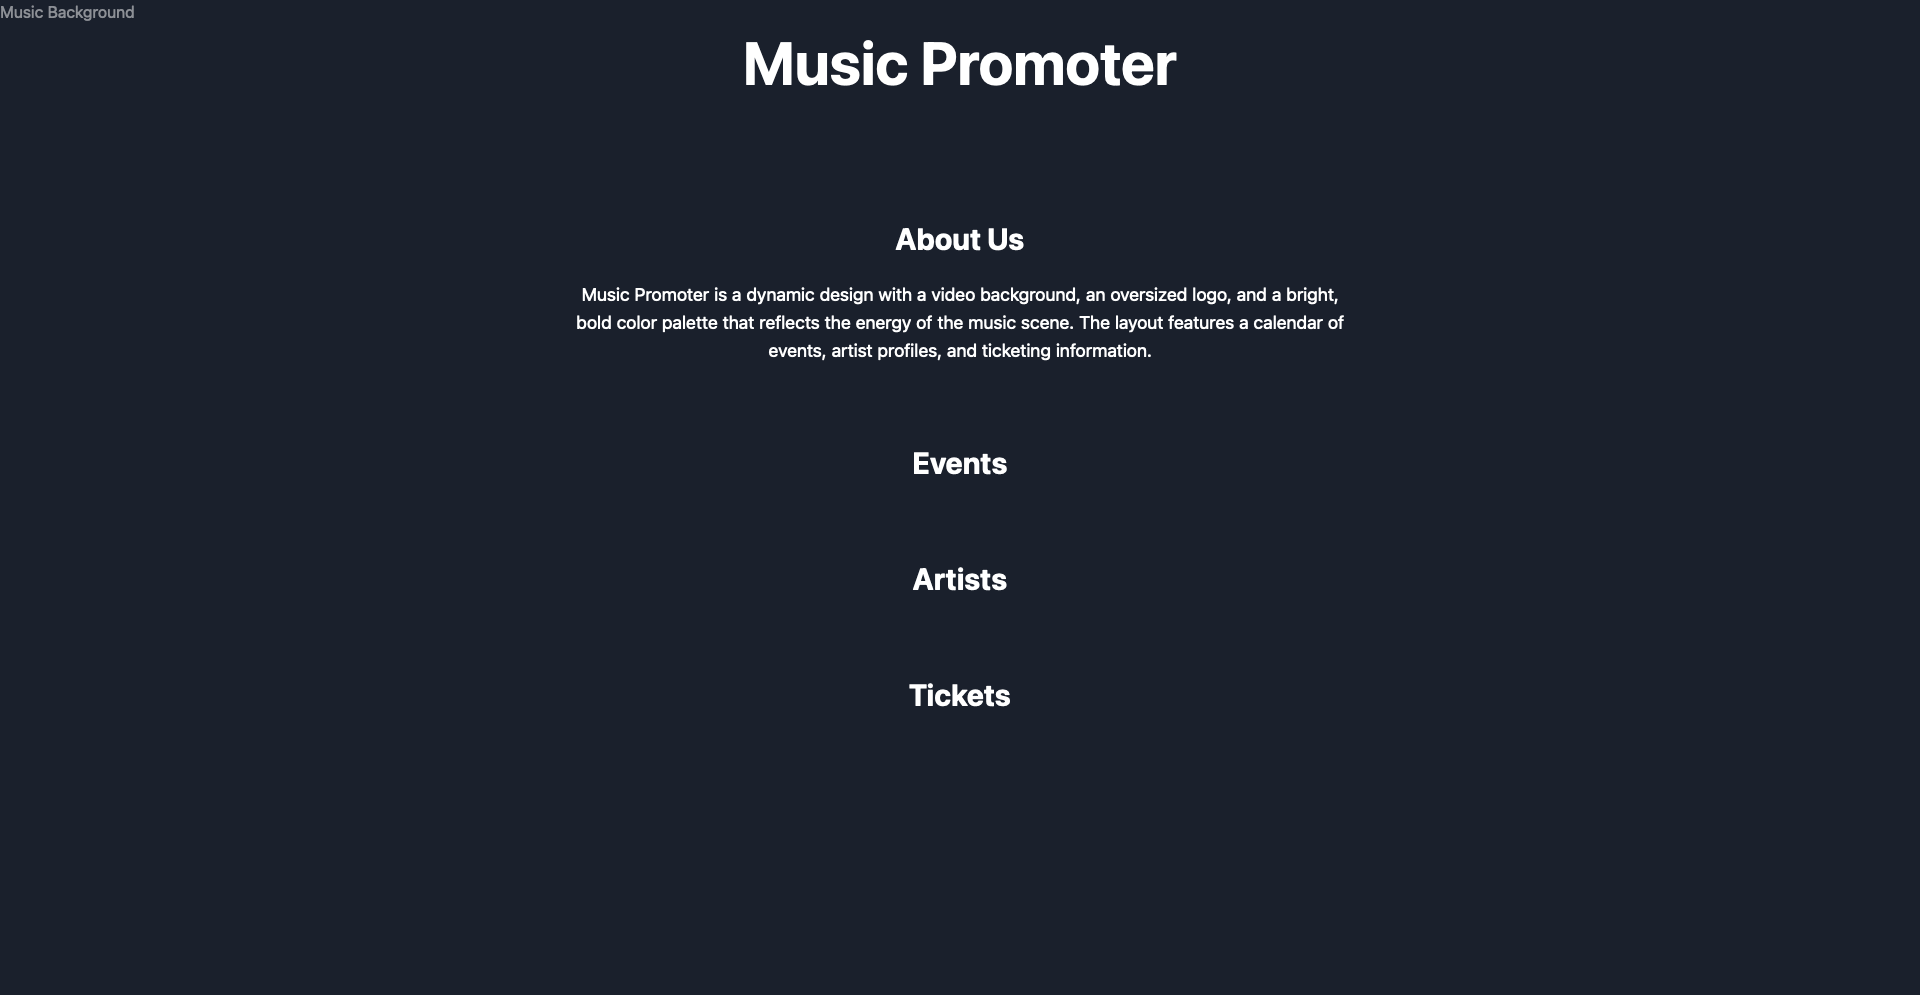 Music Background
Music Promoter
About Us
Music Promoter is a dynamic design with a video background, an oversized logo, and a bright,
bold color palette that reflects the energy of the music scene. The layout features a calendar of
events, artist profiles, and ticketing information.
Events
Artists
Tickets